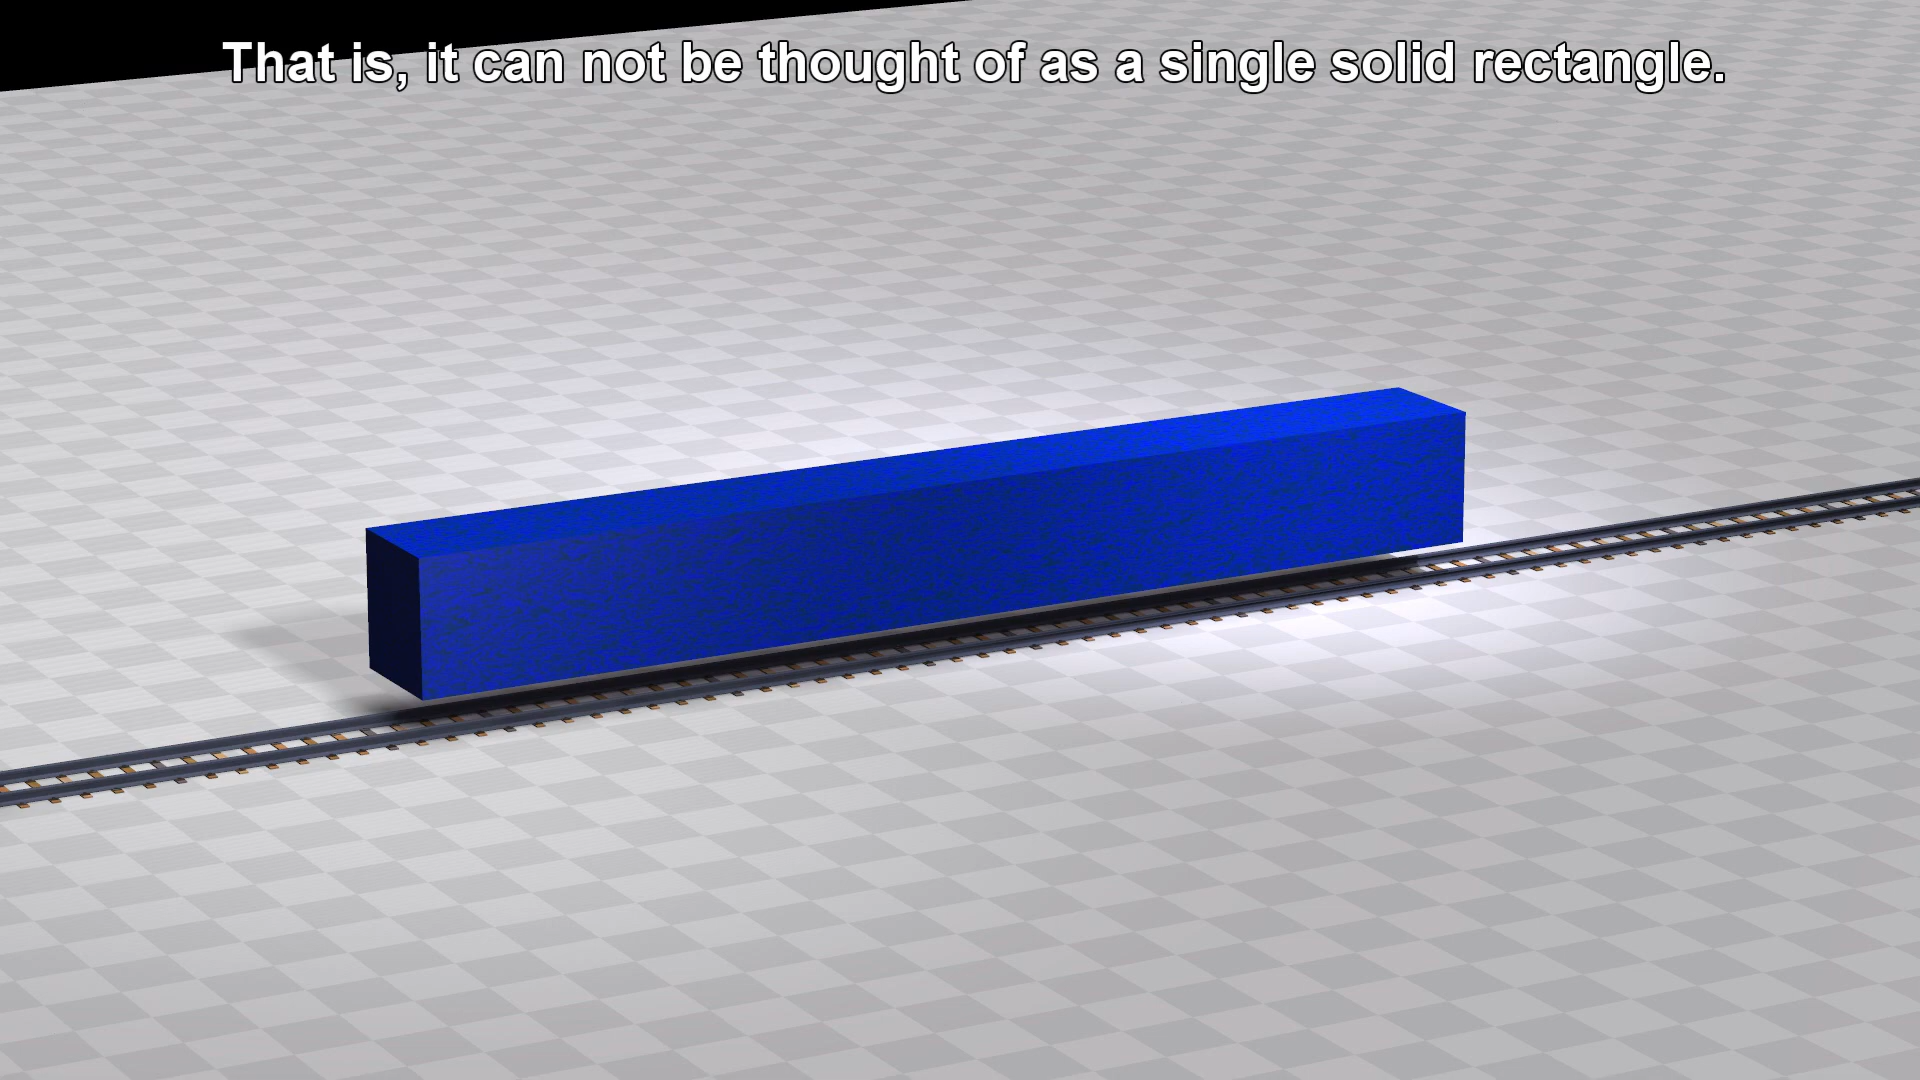 That is, it can not be thought of as a single solid rectangle.